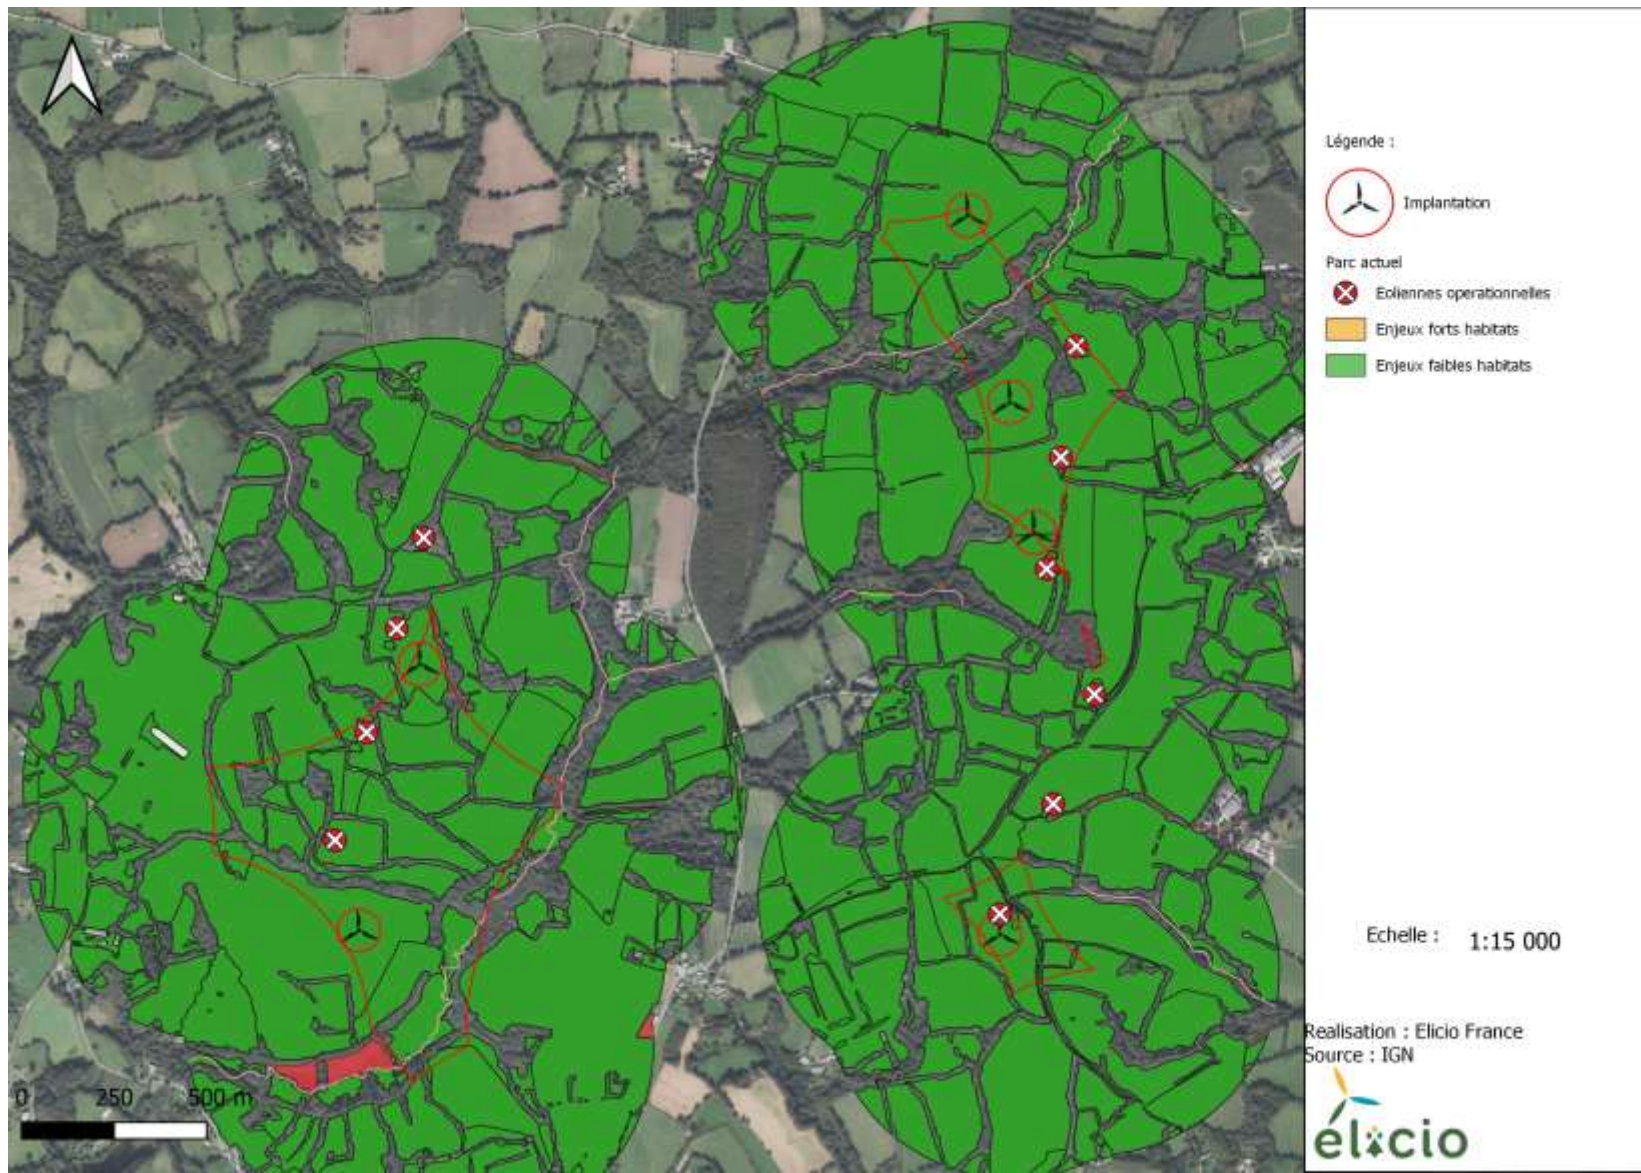 Légende :
Implantation
Parc actuel
Eoliennes operationnelles
Enjeux forts habitats
Enjeux faibles habitats
Echelle : 1:15 000
Realisation : Elicio France
Source : IGN
élicio
0 250 500 m